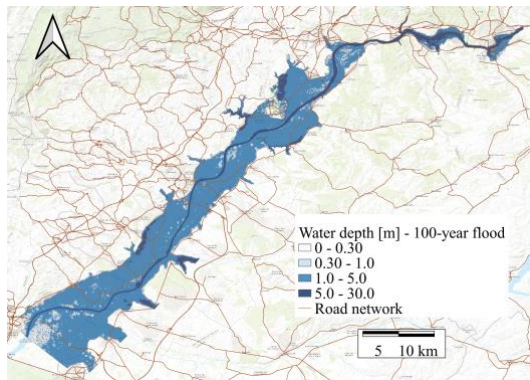 Water depth [m] - 100-year flood
0 - 0.30
0.30 - 1.0
1.0 - 5.0
5.0 - 30.0
Road network
5 10 km